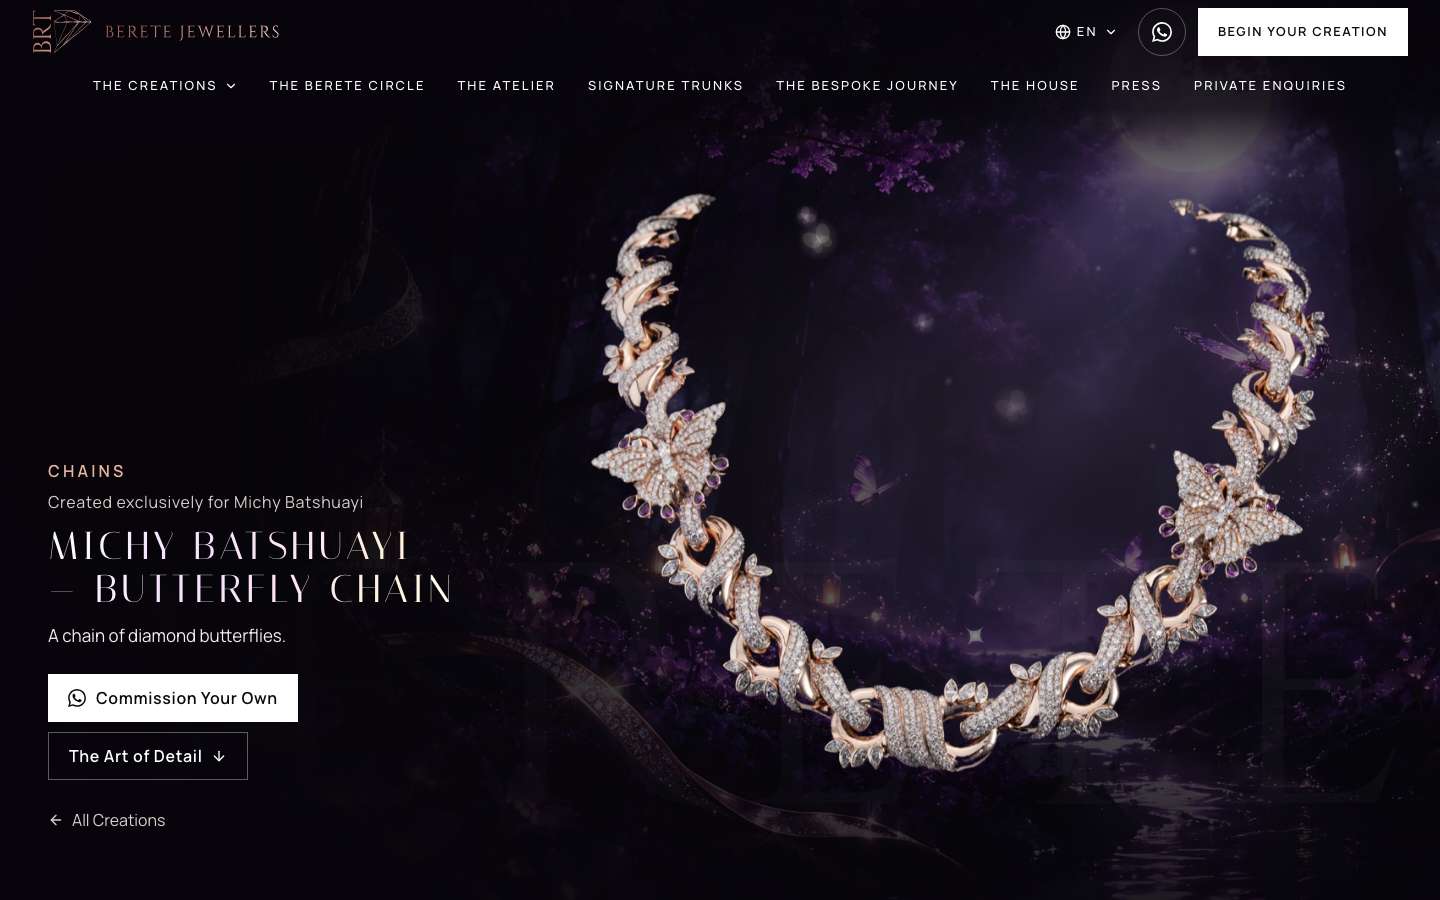 BRT
BERETE JEWELLERS
EN
BEGIN YOUR CREATION
THE CREATIONS
THE BERETE CIRCLE
THE ATELIER
SIGNATURE TRUNKS
THE BESPOKE JOURNEY
THE HOUSE
PRESS
PRIVATE ENQUIRIES
CHAINS
Created exclusively for Michy Batshuayi
MICHY BATSHUAYI
— BUTTERFLY CHAIN
A chain of diamond butterflies.
Commission Your Own
The Art of Detail
All Creations